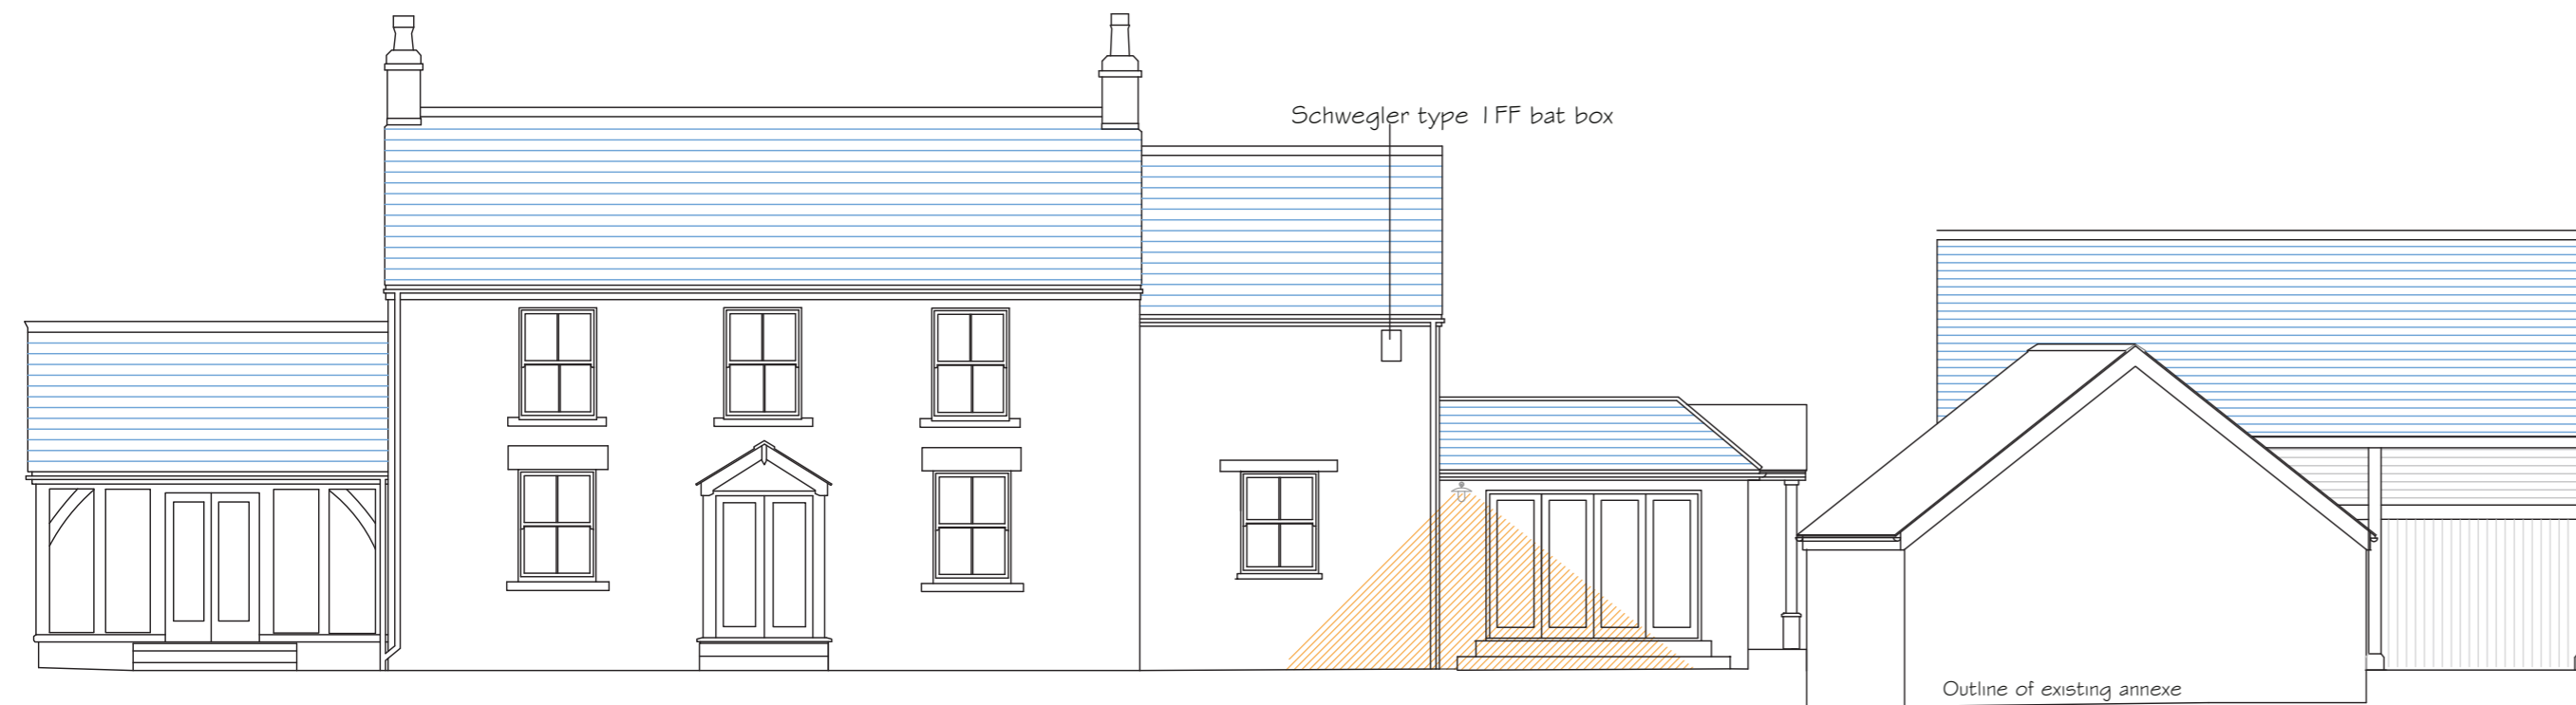 Schwegler type 1FF bat box
Outline of existing annexe